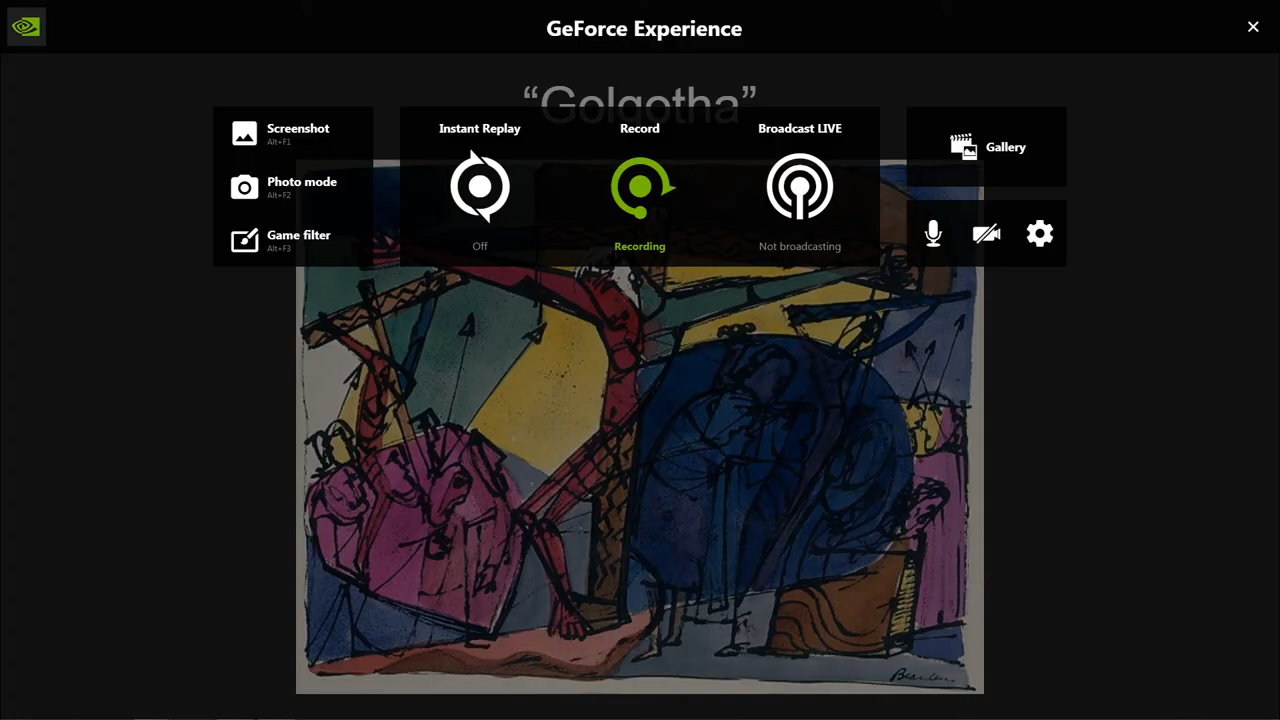 GeForce Experience
“Golgotha”
Screenshot
Alt+F1
Photo mode
Alt+F2
Game filter
Alt+F3
Instant Replay
Off
Record
Recording
Broadcast LIVE
Not broadcasting
Gallery
Bearden